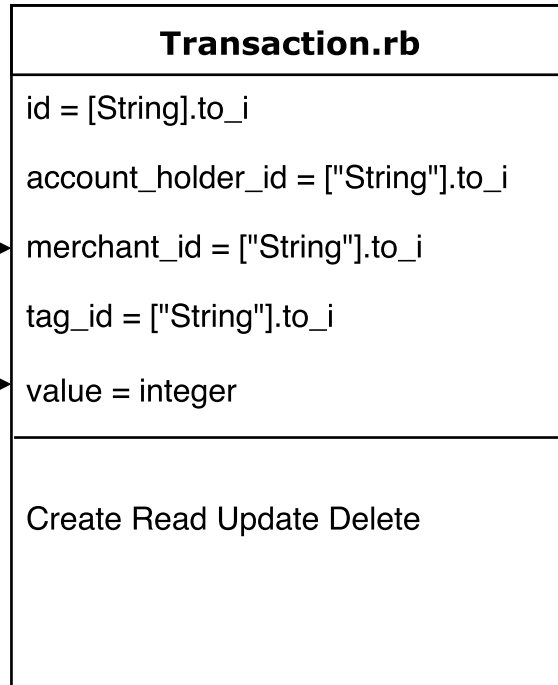 Transaction.rb
id = [String].to_i
account_holder_id = ["String"].to_i
merchant_id = ["String"].to_i
tag_id = ["String"].to_i
value = integer
Create Read Update Delete